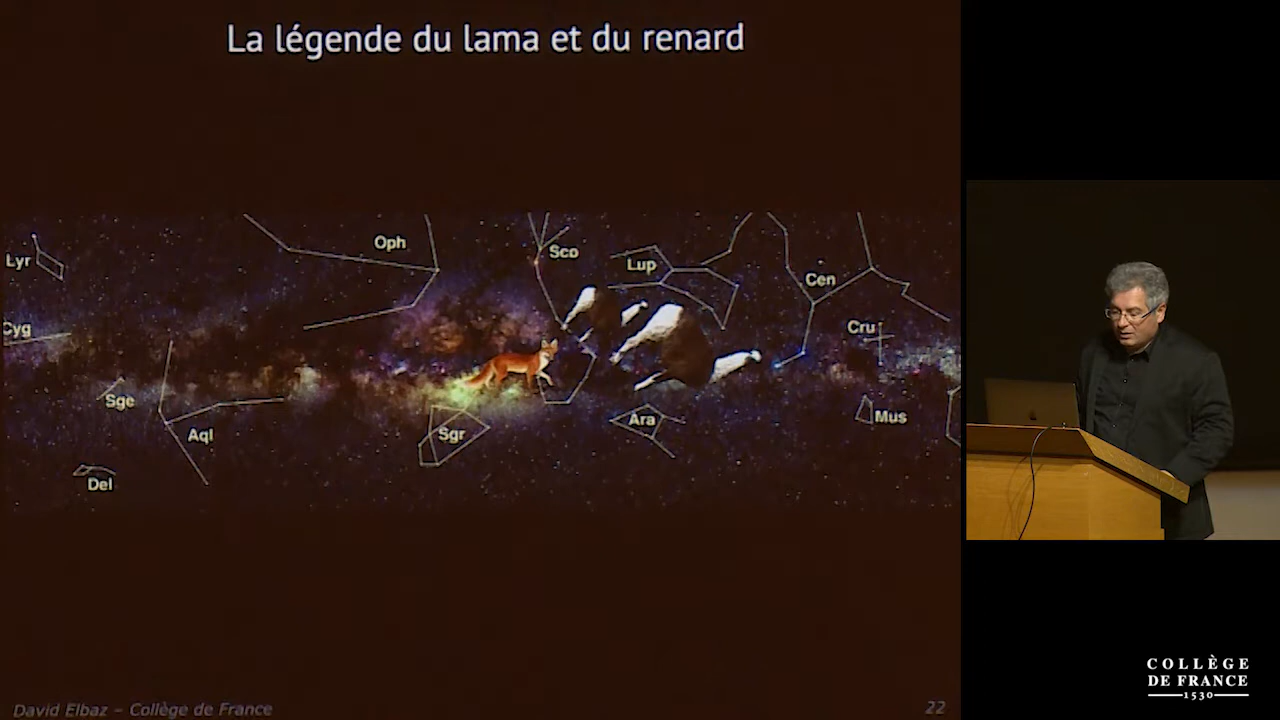 La légende du lama et du renard
Lyr
Oph
Sco
Lup
Cen
Cyg
Cru
Sge
Aql
Sgr
Ara
Mus
Del
David Elbaz – Collège de France
22
COLLÈGE
DE FRANCE
1530